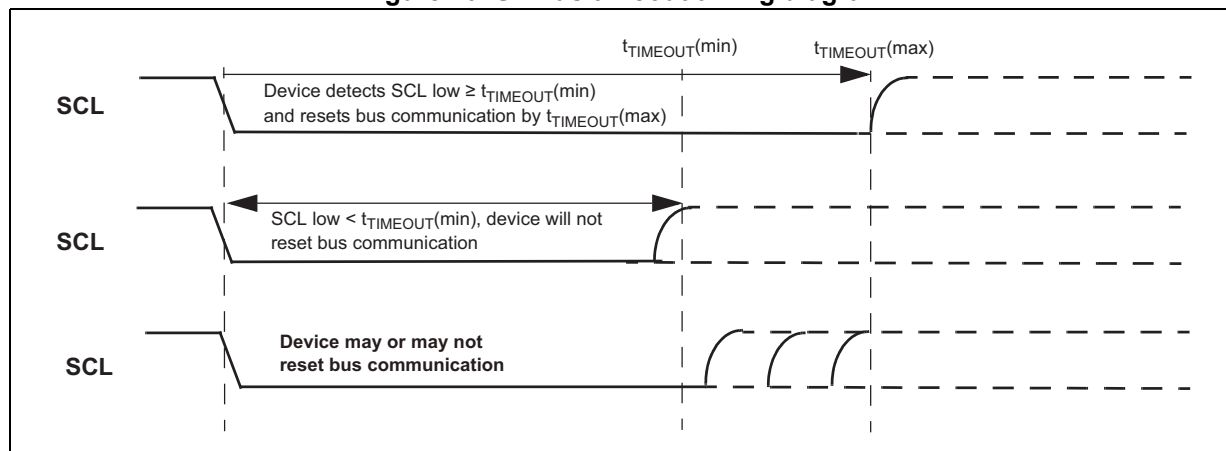 tTIMEOUT(min) tTIMEOUT(max)
SCL
Device detects SCL low ≥ tTIMEOUT(min)
and resets bus communication by tTIMEOUT(max)
SCL
SCL low < tTIMEOUT(min), device will not
reset bus communication
SCL
Device may or may not
reset bus communication